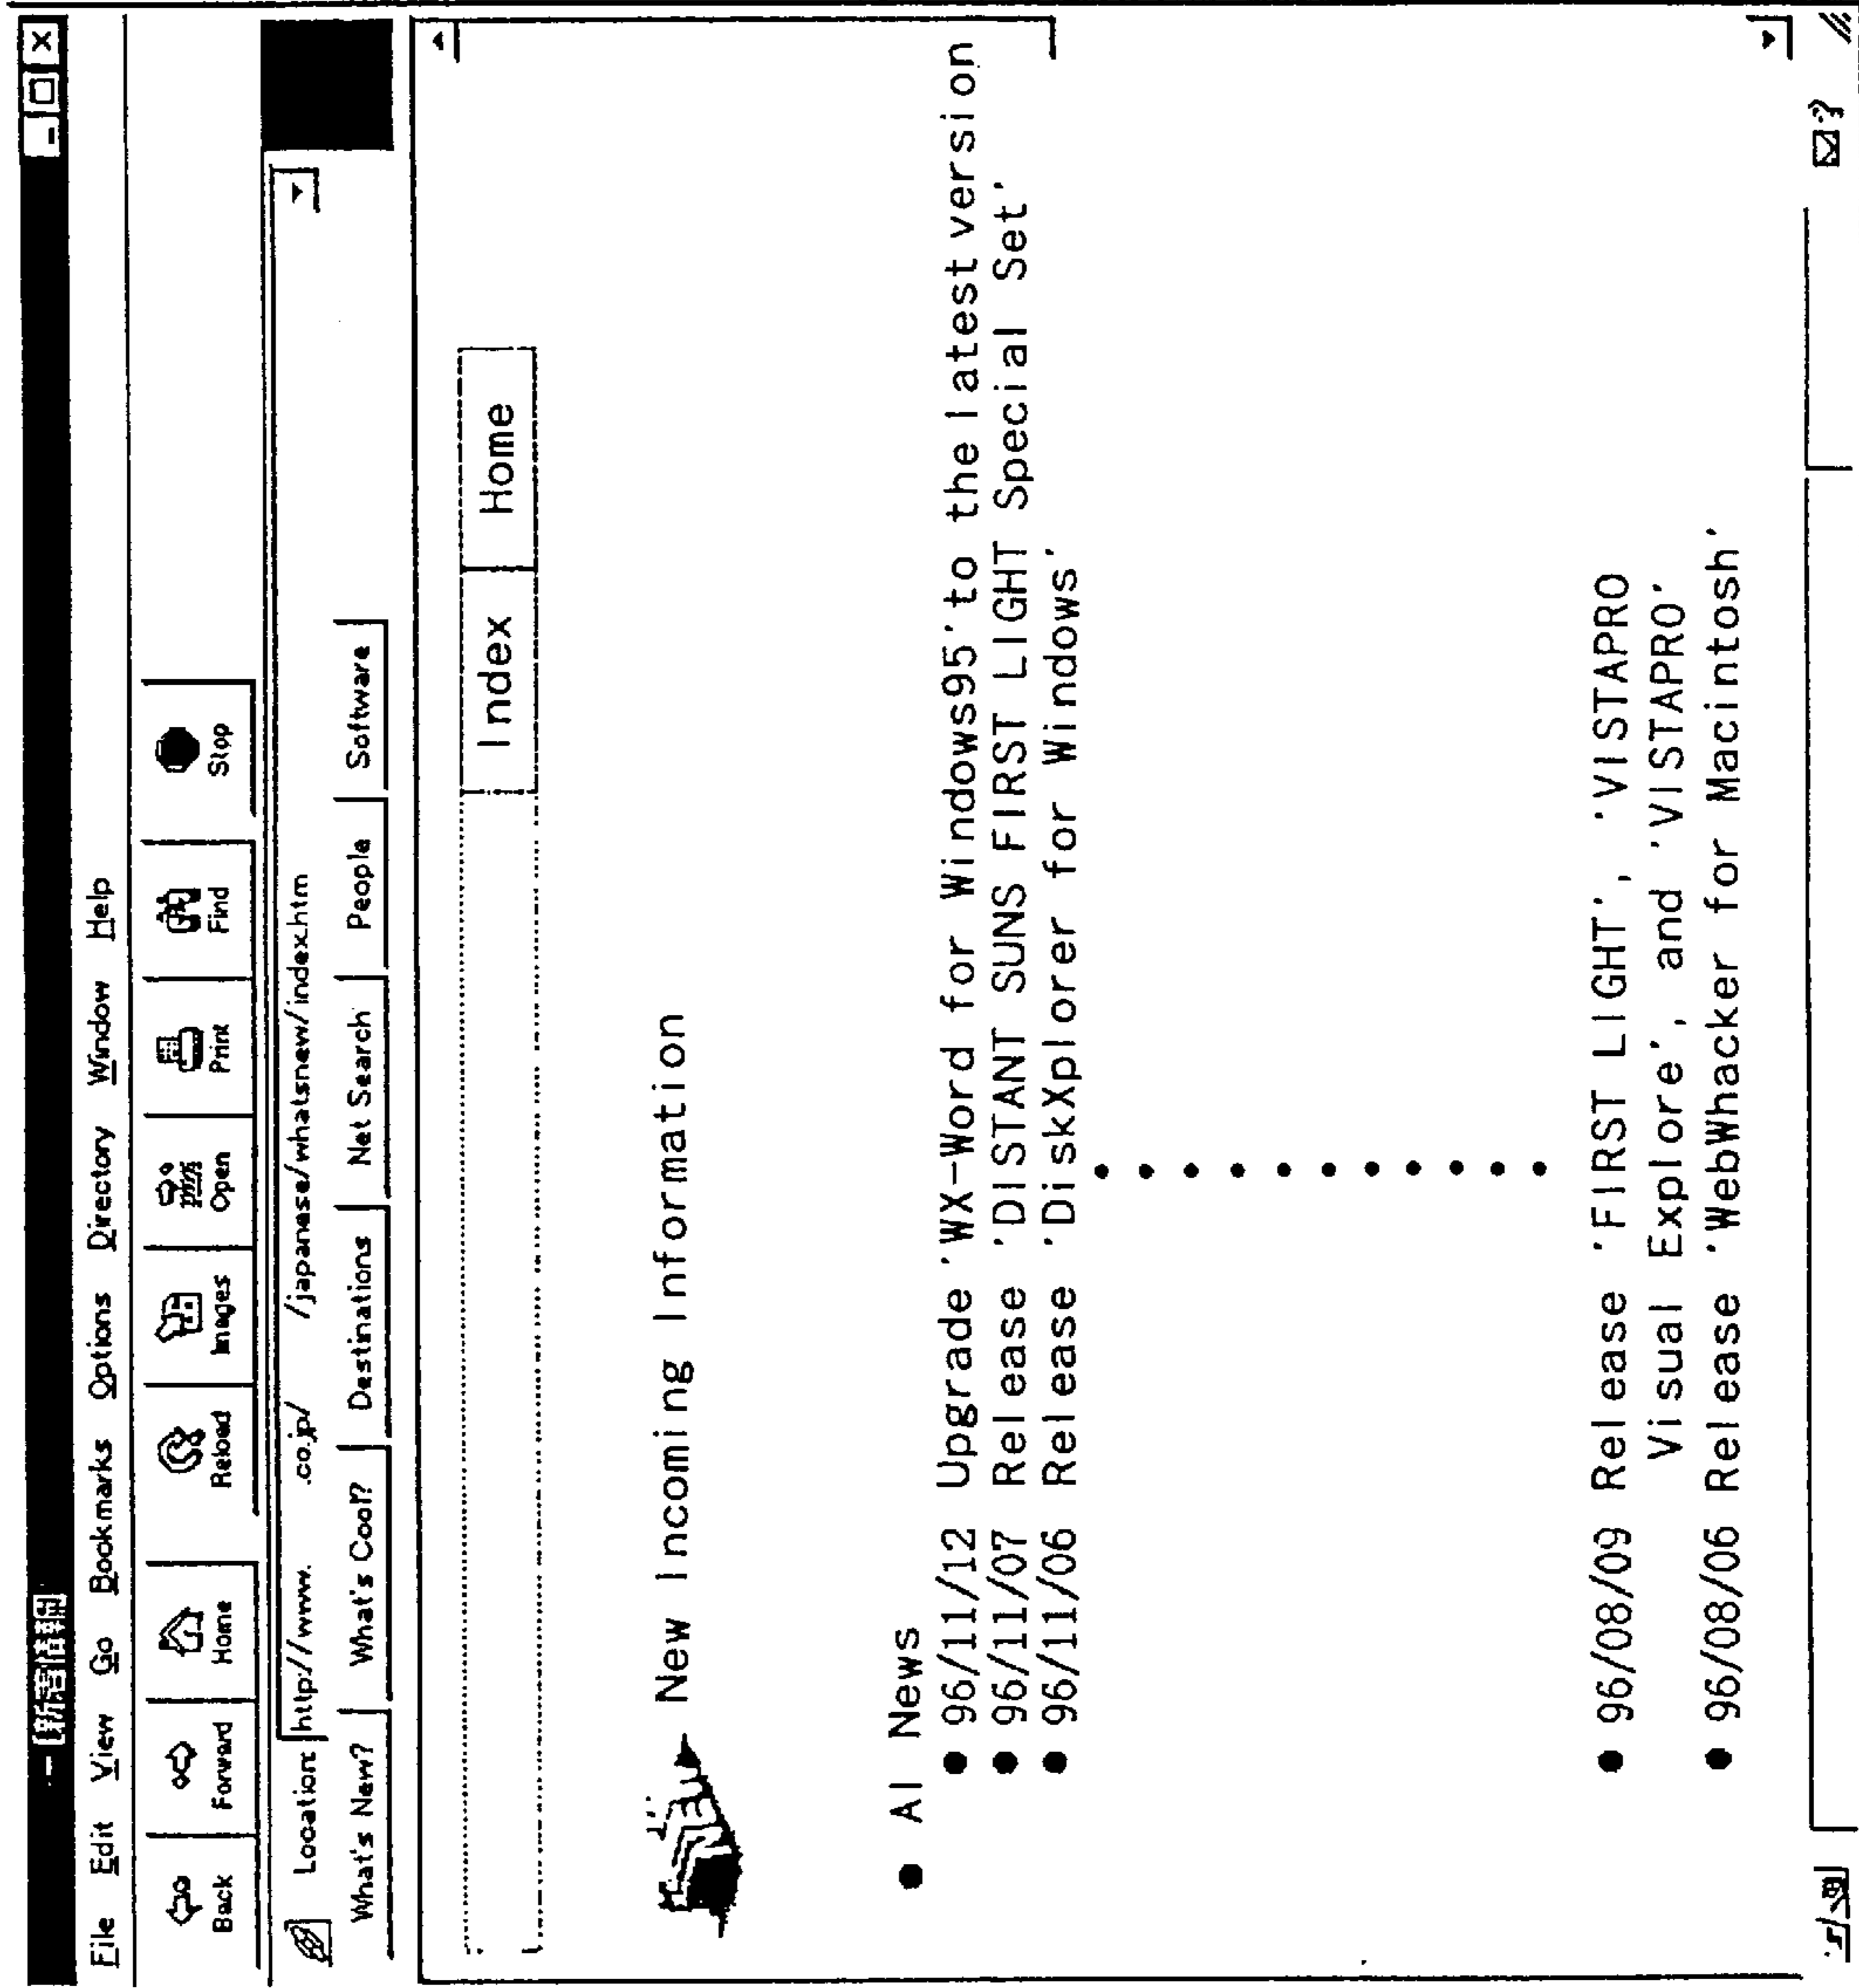 新着情報
File Edit View Go Bookmarks Options Directory Window Help
Back Forward Home Reload Images Open Print Find Stop
Location: http://www. .co.jp/ /japanese/whatsnew/index.htm
What's New? What's Cool? Destinations Net Search People Software
Index Home
New Incoming Information
• AI News
• 96/11/12 Upgrade 'WX-Word for Windows95' to the latest version
• 96/11/07 Release 'DISTANT SUNS FIRST LIGHT Special Set'
• 96/11/06 Release 'DiskXplorer for Windows'
• 96/08/09 Release 'FIRST LIGHT', 'VISTAPRO
Visual Explore', and 'VISTAPRO'
• 96/08/06 Release 'WebWhacker for Macintosh'